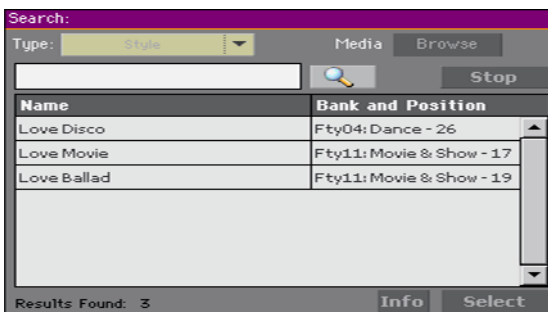 Search:
Type: Style Media Browse
Stop
Name Bank and Position
Love Disco Fty04: Dance - 26
Love Movie Fty11: Movie & Show - 17
Love Ballad Fty11: Movie & Show - 19
Results Found: 3 Info Select